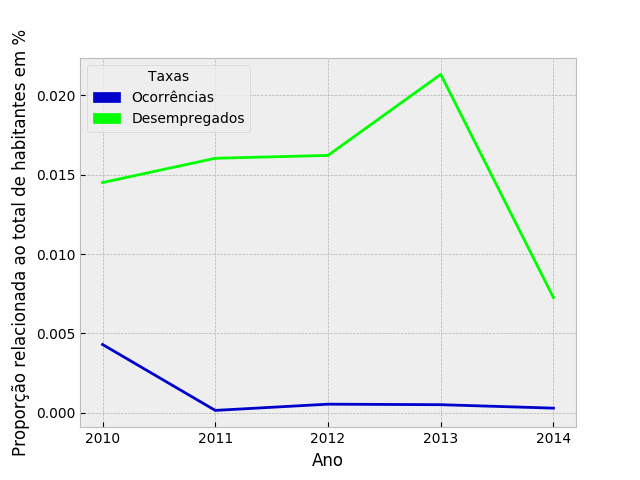 Proporção relacionada ao total de habitantes em %
Taxas
Ocorrências
Desempregados
0.020
0.015
0.010
0.005
0.000
2010 2011 2012 2013 2014
Ano